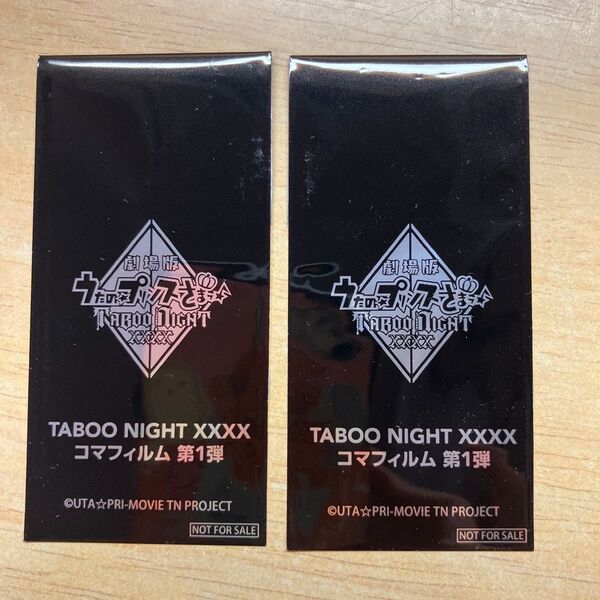 劇場版
うたの☆プリンスさまっ♪
TABOO NIGHT
XXXX
TABOO NIGHT XXXX
コマフィルム 第1弾
©UTA☆PRI-MOVIE TN PROJECT
NOT FOR SALE
劇場版
うたの☆プリンスさまっ♪
TABOO NIGHT
XXXX
TABOO NIGHT XXXX
コマフィルム 第1弾
©UTA☆PRI-MOVIE TN PROJECT
NOT FOR SALE